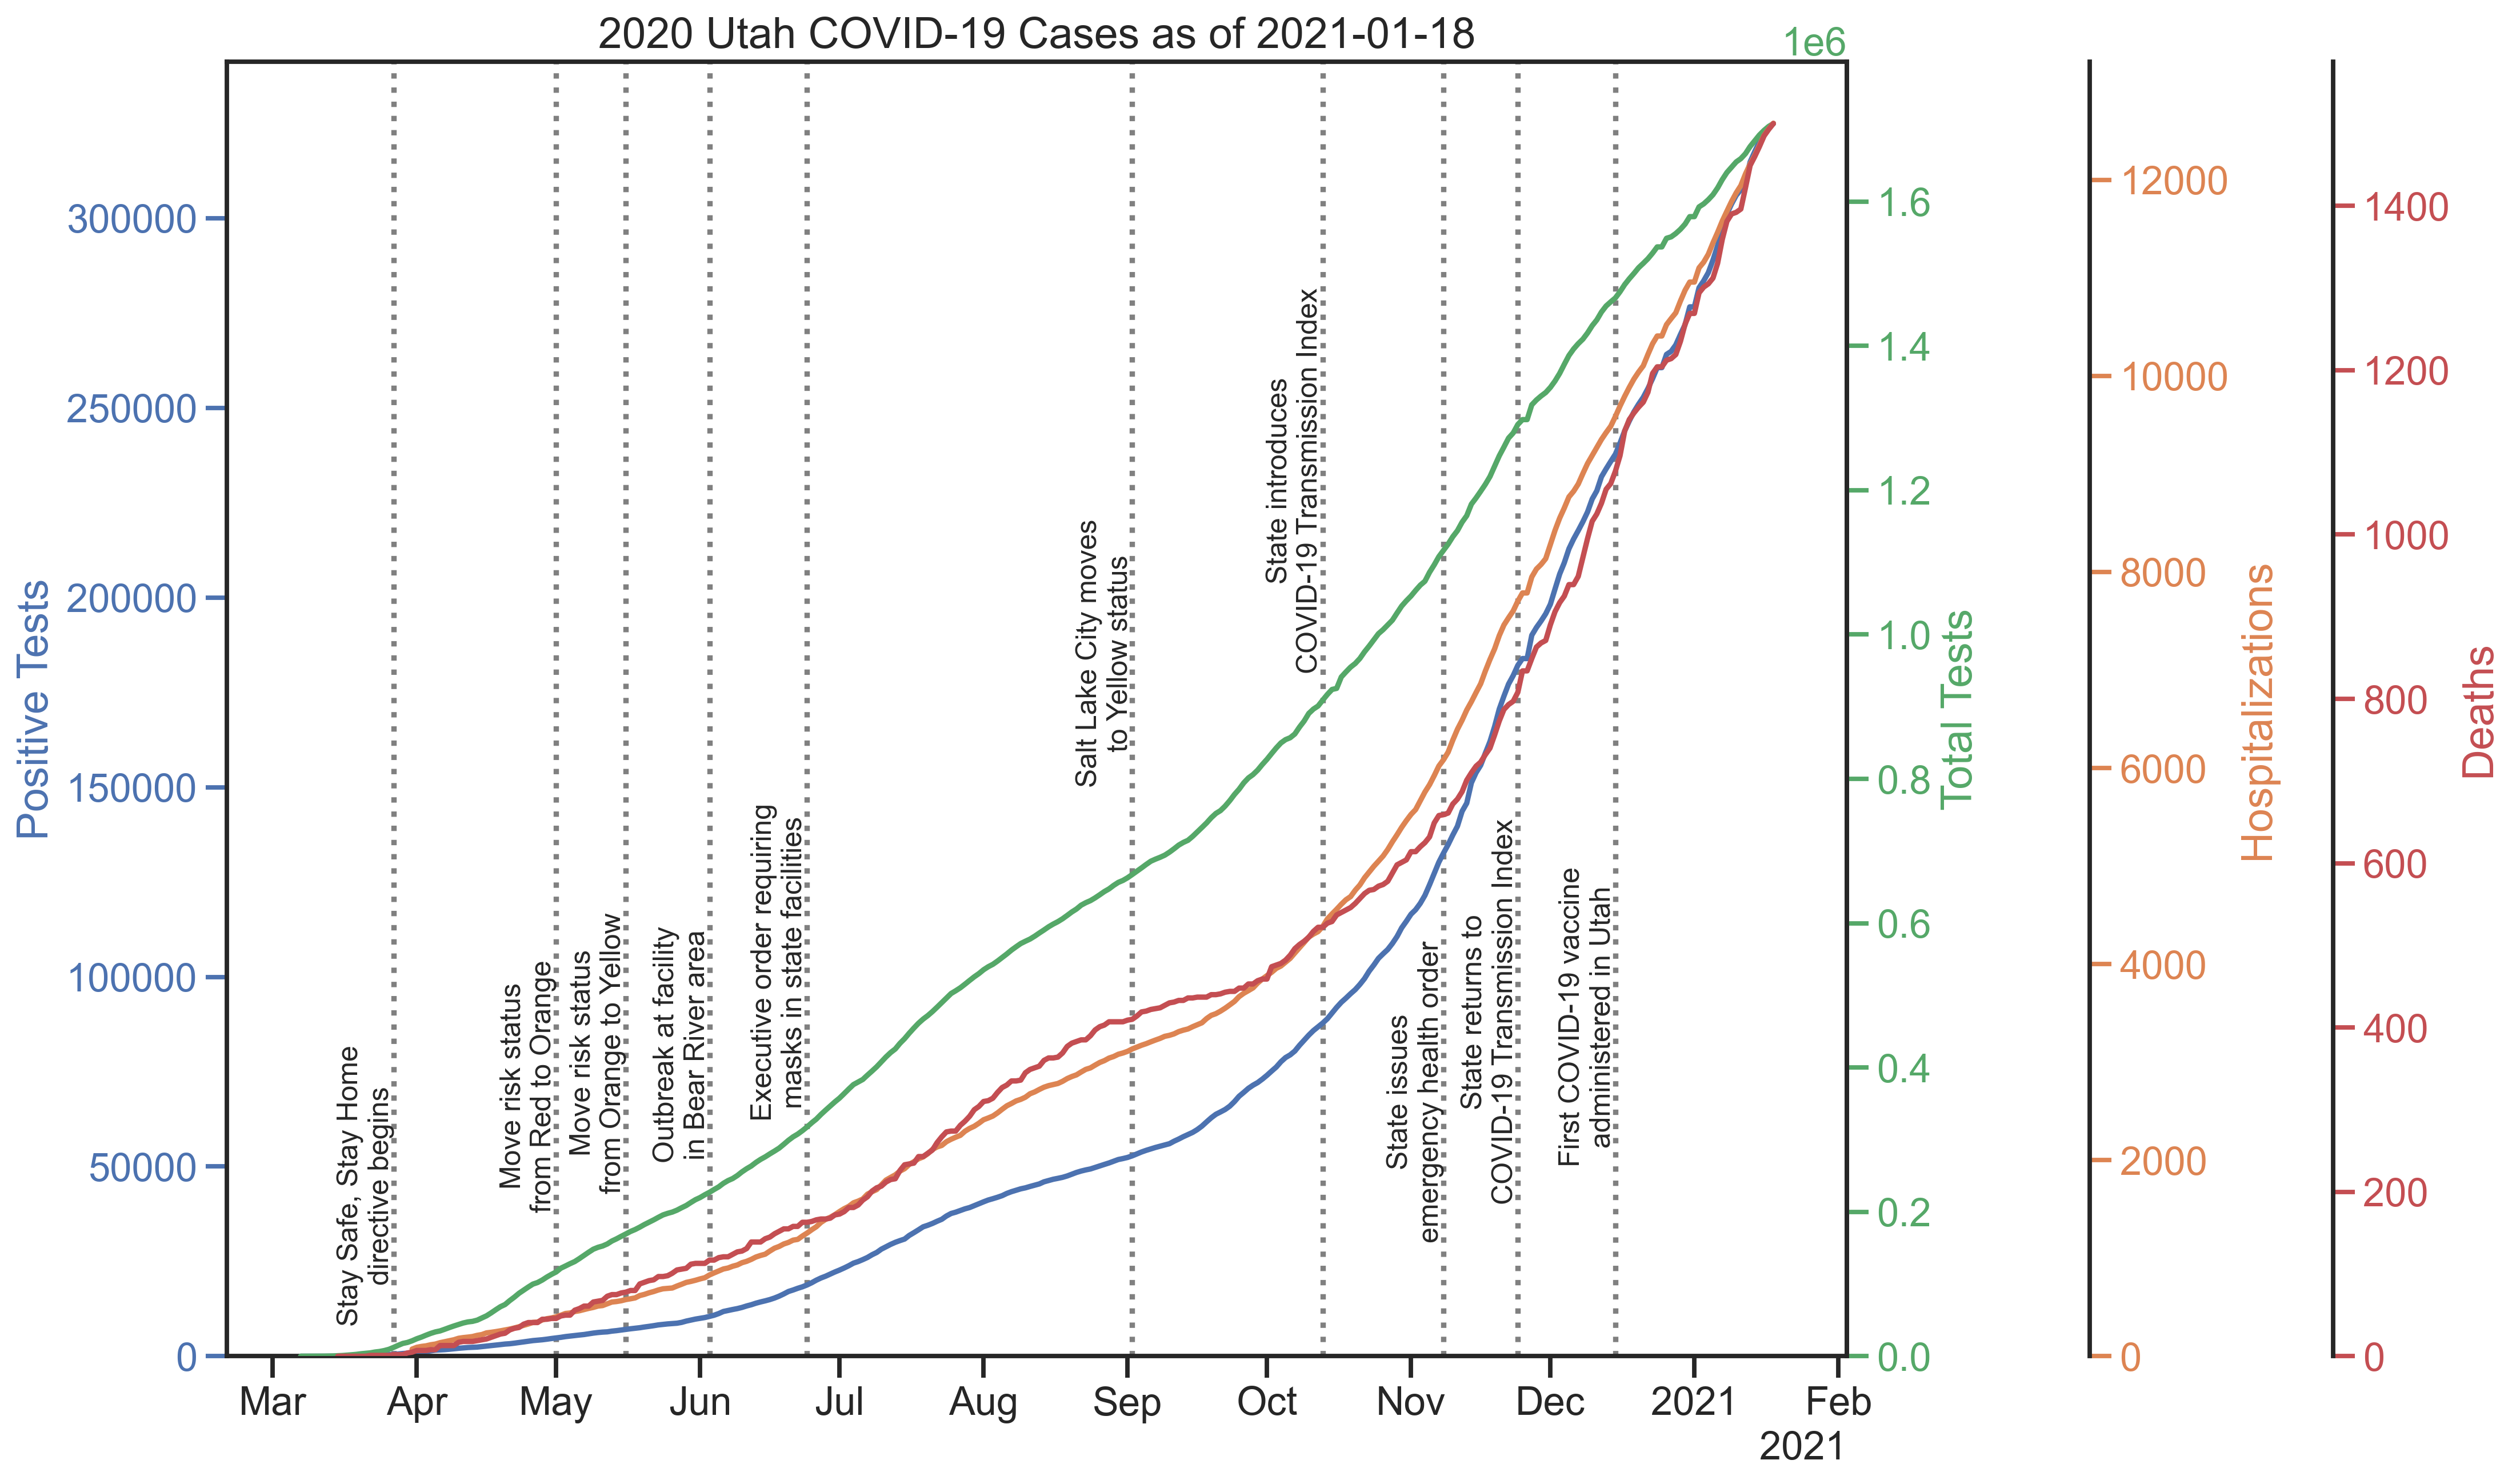 2020 Utah COVID-19 Cases as of 2021-01-18
1e6
Positive Tests
300000
250000
200000
150000
100000
50000
0
Stay Safe, Stay Home
directive begins
Move risk status
from Red to Orange
Move risk status
from Orange to Yellow
Outbreak at facility
in Bear River area
Executive order requiring
masks in state facilities
Salt Lake City moves
to Yellow status
State introduces
COVID-19 Transmission Index
State issues
emergency health order
State returns to
COVID-19 Transmission Index
First COVID-19 vaccine
administered in Utah
1.6
1.4
1.2
1.0
0.8
0.6
0.4
0.2
0.0
Total Tests
12000
10000
8000
6000
4000
2000
0
Hospitalizations
1400
1200
1000
800
600
400
200
0
Deaths
Mar
Apr
May
Jun
Jul
Aug
Sep
Oct
Nov
Dec
2021
Feb
2021